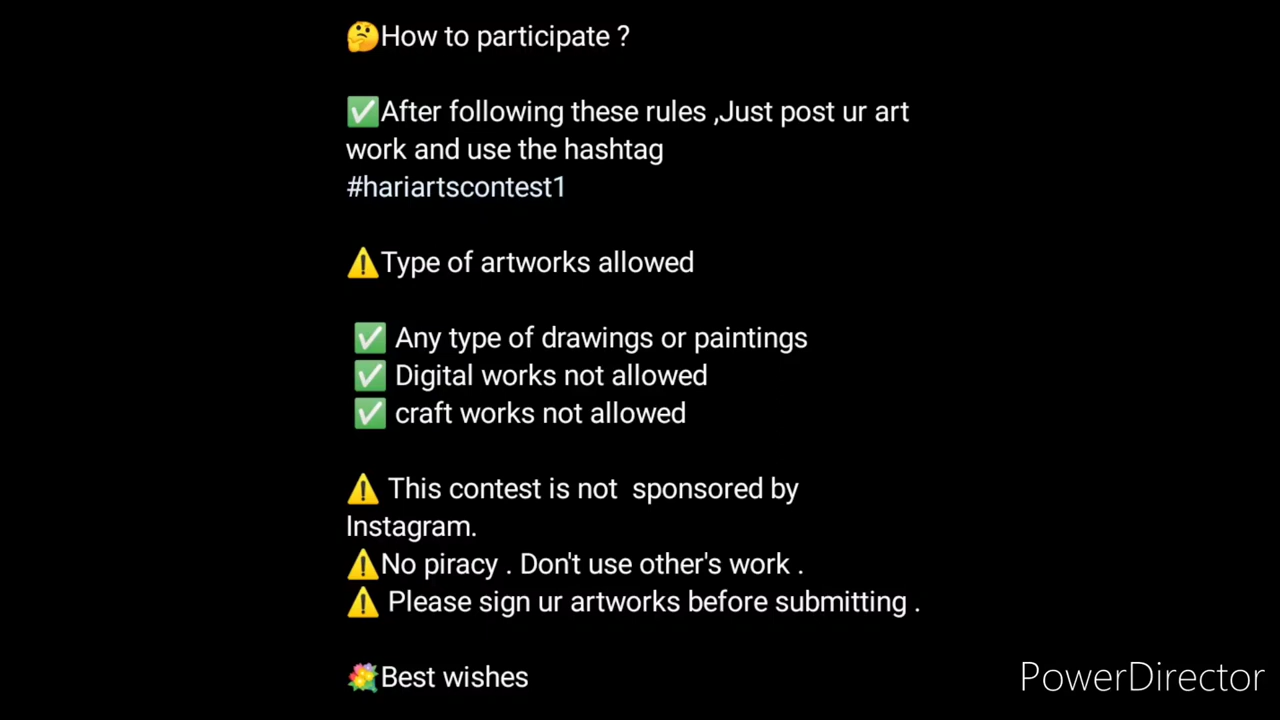 🤔How to participate ?
✅After following these rules ,Just post ur art
work and use the hashtag
#hariartscontest1
⚠️Type of artworks allowed
✅ Any type of drawings or paintings
✅ Digital works not allowed
✅ craft works not allowed
⚠️ This contest is not  sponsored by
Instagram.
⚠️No piracy . Don't use other's work .
⚠️ Please sign ur artworks before submitting .
💐Best wishes
PowerDirector